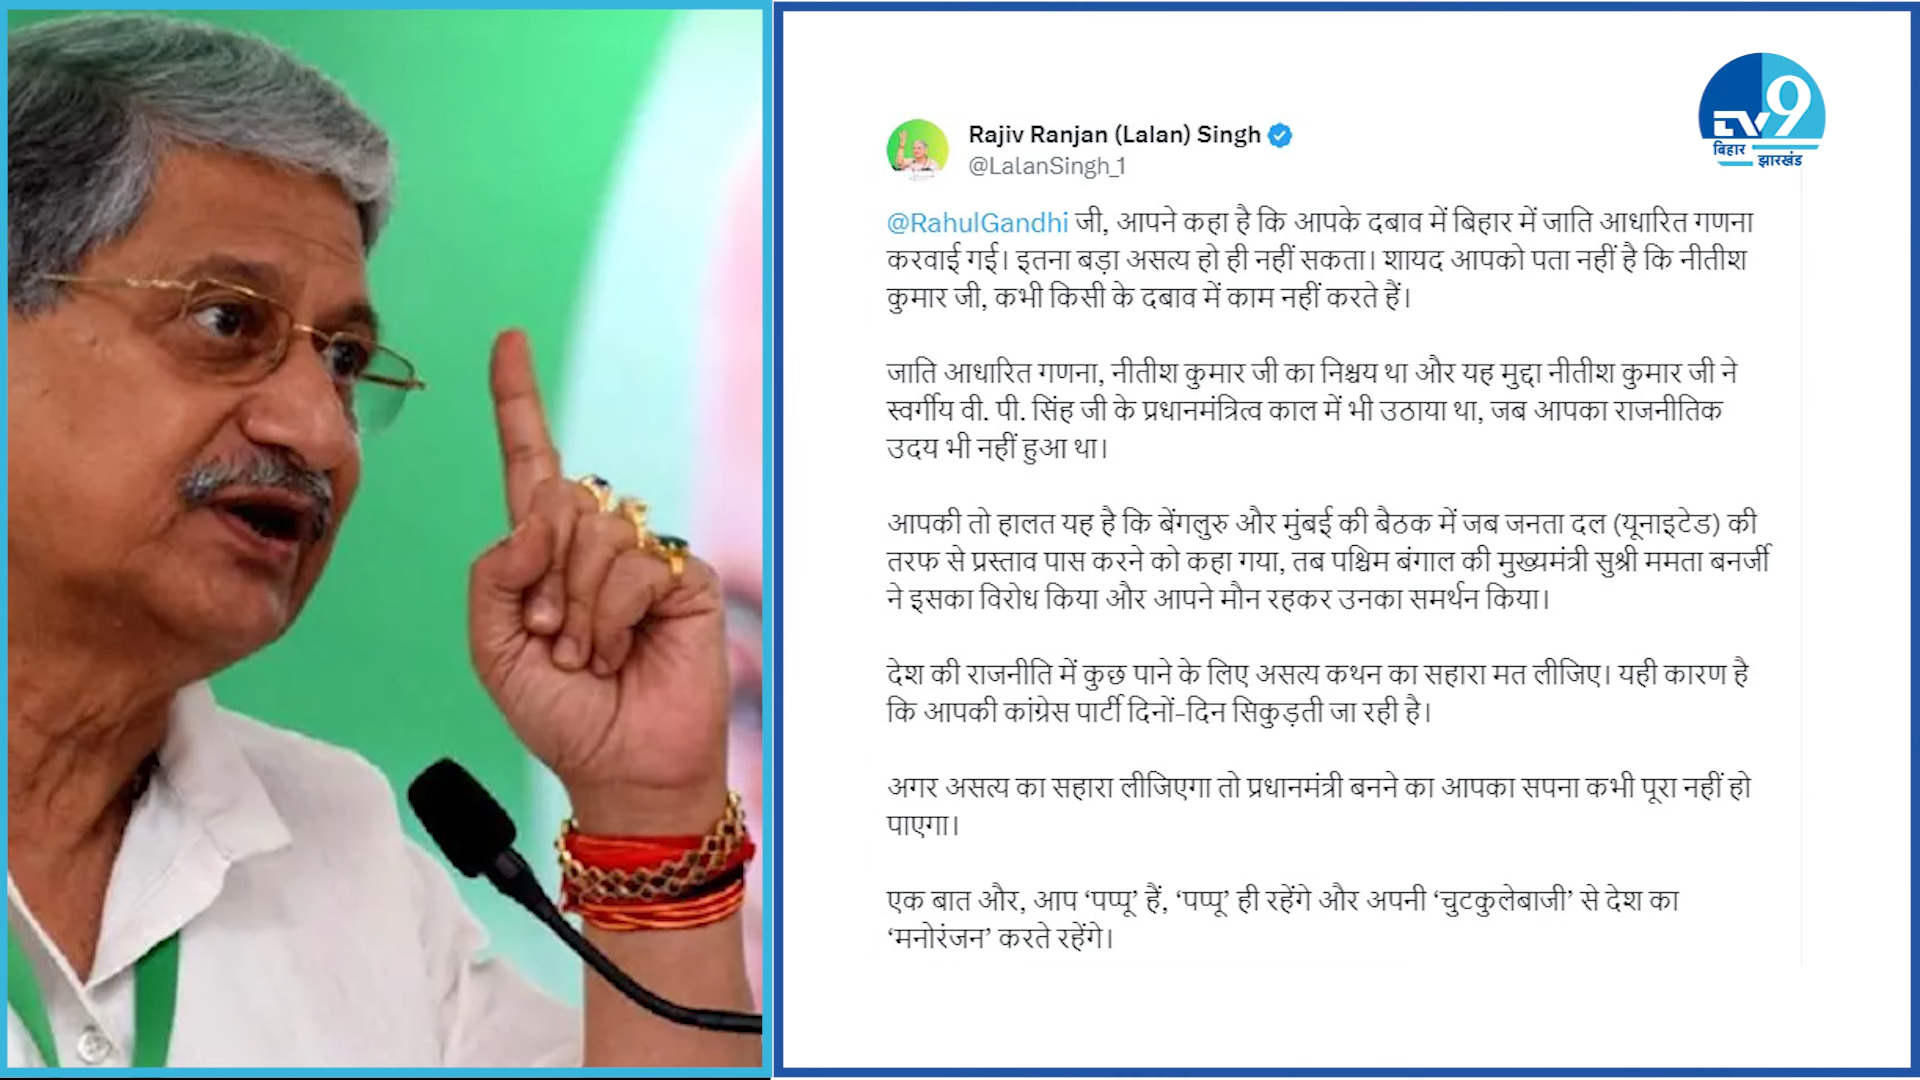 TV9
बिहार
झारखंड
Rajiv Ranjan (Lalan) Singh
@LalanSingh_1
@RahulGandhi जी, आपने कहा है कि आपके दबाव में बिहार में जाति आधारित गणना
करवाई गई। इतना बड़ा असत्य हो ही नहीं सकता। शायद आपको पता नहीं है कि नीतीश
कुमार जी, कभी किसी के दबाव में काम नहीं करते हैं।
जाति आधारित गणना, नीतीश कुमार जी का निश्चय था और यह मुद्दा नीतीश कुमार जी ने
स्वर्गीय वी. पी. सिंह जी के प्रधानमंत्रित्व काल में भी उठाया था, जब आपका राजनीतिक
उदय भी नहीं हुआ था।
आपकी तो हालत यह है कि बेंगलुरु और मुंबई की बैठक में जब जनता दल (यूनाइटेड) की
तरफ से प्रस्ताव पास करने को कहा गया, तब पश्चिम बंगाल की मुख्यमंत्री सुश्री ममता बनर्जी
ने इसका विरोध किया और आपने मौन रहकर उनका समर्थन किया।
देश की राजनीति में कुछ पाने के लिए असत्य कथन का सहारा मत लीजिए। यही कारण है
कि आपकी कांग्रेस पार्टी दिनों-दिन सिकुड़ती जा रही है।
अगर असत्य का सहारा लीजिएगा तो प्रधानमंत्री बनने का आपका सपना कभी पूरा नहीं हो
पाएगा।
एक बात और, आप ‘पप्पू’ हैं, ‘पप्पू’ ही रहेंगे और अपनी ‘चुटकुलेबाजी’ से देश का
‘मनोरंजन’ करते रहेंगे।